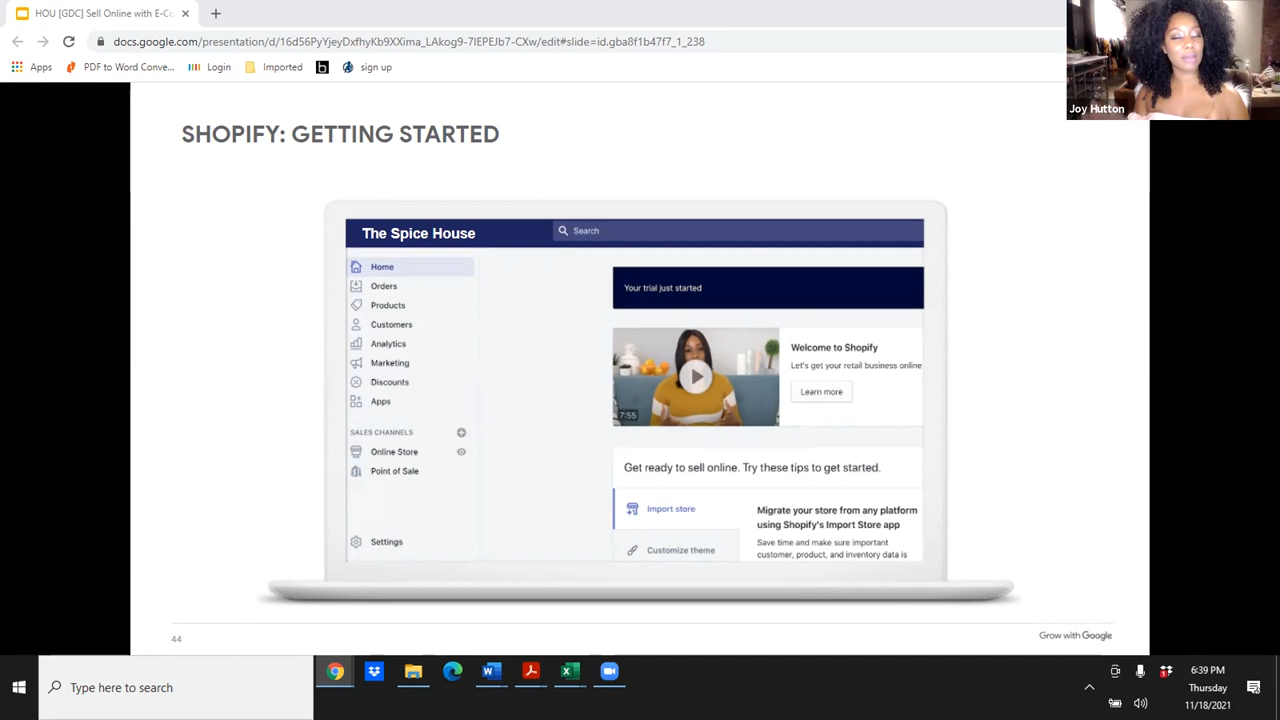 HOU [GDC] Sell Online with E-Co
docs.google.com/presentation/d/16d56PyYjeyDxfhyKb9XXima_LAkog9-7lEPEJb7-CXw/edit#slide=id.gba8f1b47f7_1_238
Apps PDF to Word Conve... Login Imported sign up
Joy Hutton
SHOPIFY: GETTING STARTED
The Spice House
Search
Home
Orders
Products
Customers
Analytics
Marketing
Discounts
Apps
SALES CHANNELS
Online Store
Point of Sale
Settings
Your trial just started
7:55
Welcome to Shopify
Let's get your retail business online
Learn more
Get ready to sell online. Try these tips to get started.
Import store
Customize theme
Migrate your store from any platform
using Shopify's Import Store app
Save time and make sure important
customer, product, and inventory data is
44
Grow with Google
Type here to search
6:39 PM
Thursday
11/18/2021